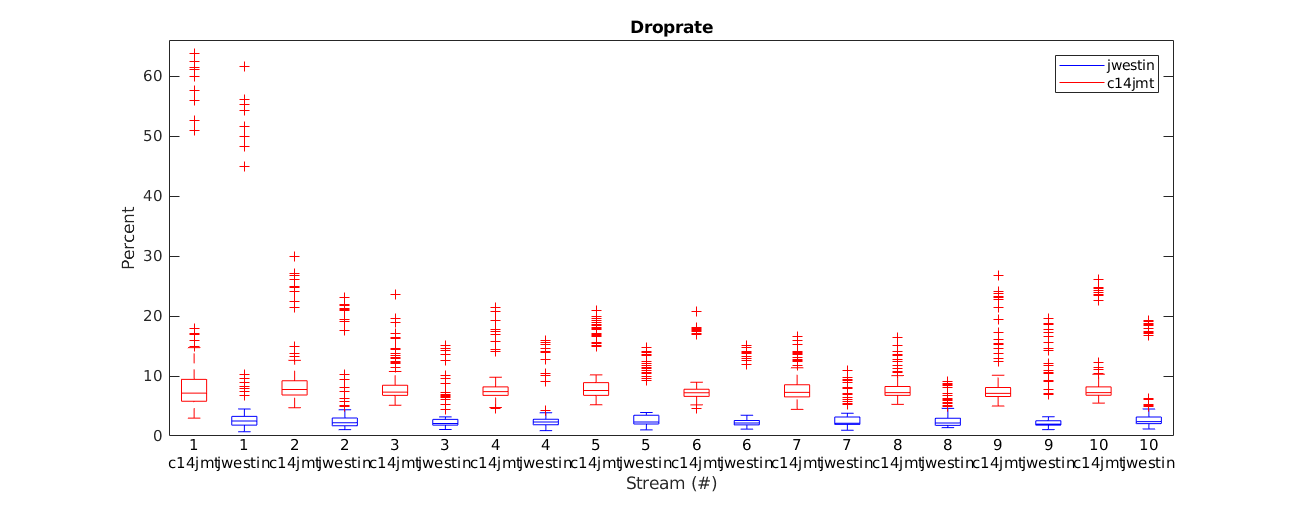 Droprate
jwestin
c14jmt
60
50
40
30
20
10
0
Percent
1 1 2 2 3 3 4 4 5 5 6 6 7 7 8 8 9 9 10 10
c14jmt jwestin c14jmt jwestin c14jmt jwestin c14jmt jwestin c14jmt jwestin c14jmt jwestin c14jmt jwestin c14jmt jwestin c14jmt jwestin c14jmt jwestin
Stream (#)